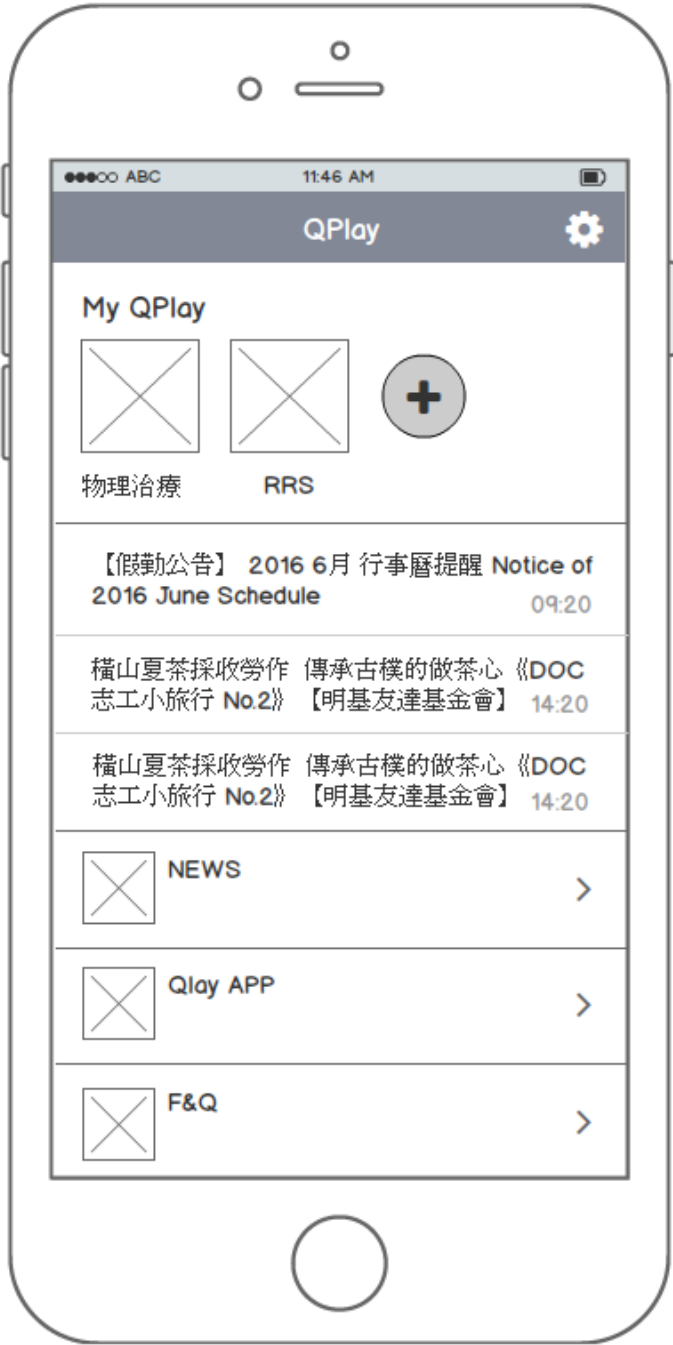 ABC 11:46 AM
QPlay
My QPlay
物理治療 RRS
【假勤公告】 2016 6月 行事曆提醒 Notice of
2016 June Schedule 09:20
橫山夏茶採收勞作 傳承古樸的做茶心《DOC
志工小旅行 No.2》【明基友達基金會】 14:20
橫山夏茶採收勞作 傳承古樸的做茶心《DOC
志工小旅行 No.2》【明基友達基金會】 14:20
NEWS
Qlay APP
F&Q